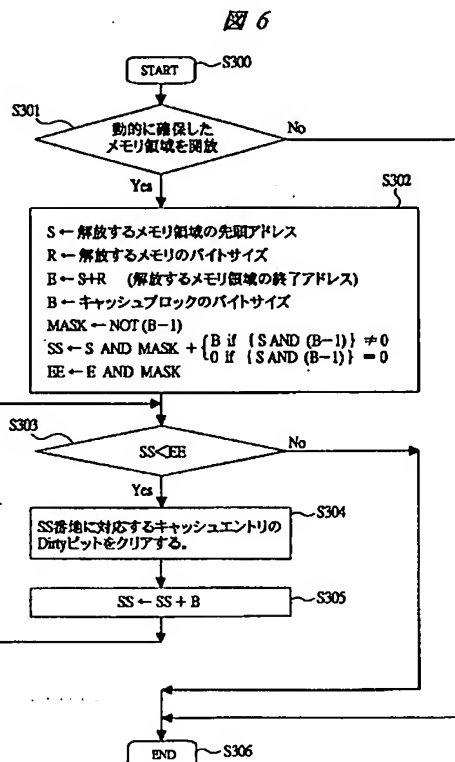 図 6
START
S300
S301
動的に確保した
メモリ領域を開放
No
Yes
S302
S ← 解放するメモリ領域の先頭アドレス
R ← 解放するメモリのバイトサイズ
E ← S+R (解放するメモリ領域の終了アドレス)
B ← キャッシュブロックのバイトサイズ
MASK ← NOT (B-1)
SS ← S AND MASK + { B if { S AND (B-1) } ≠0
0 if { S AND (B-1) } =0
EE ← E AND MASK
S303
SS<EE
No
Yes
S304
SS番地に対応するキャッシュエントリの
Dirtyビットをクリアする。
SS ← SS + B
S305
END
S306